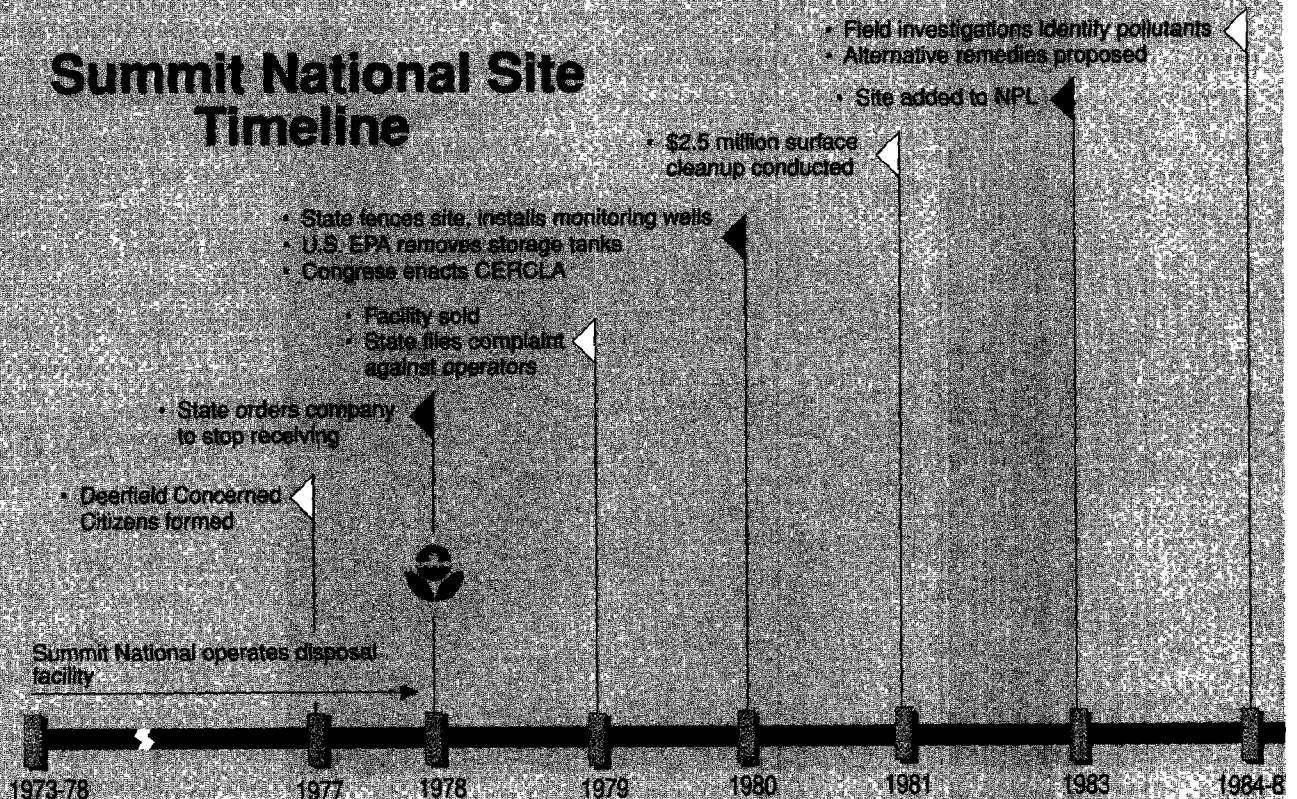 Summit National Site
Timeline
• Field investigations identify pollutants
• Alternative remedies proposed
• Site added to NPL
• $2.5 million surface
cleanup conducted
• State fences site, installs monitoring wells
• U.S. EPA removes storage tanks
• Congress enacts CERCLA
• Facility sold
• State files complaint
against operators
• State orders company
to stop receiving
• Deerfield Concerned
Citizens formed
Summit National operates disposal
facility
1973-78 1977 1978 1979 1980 1981 1983 1984-8